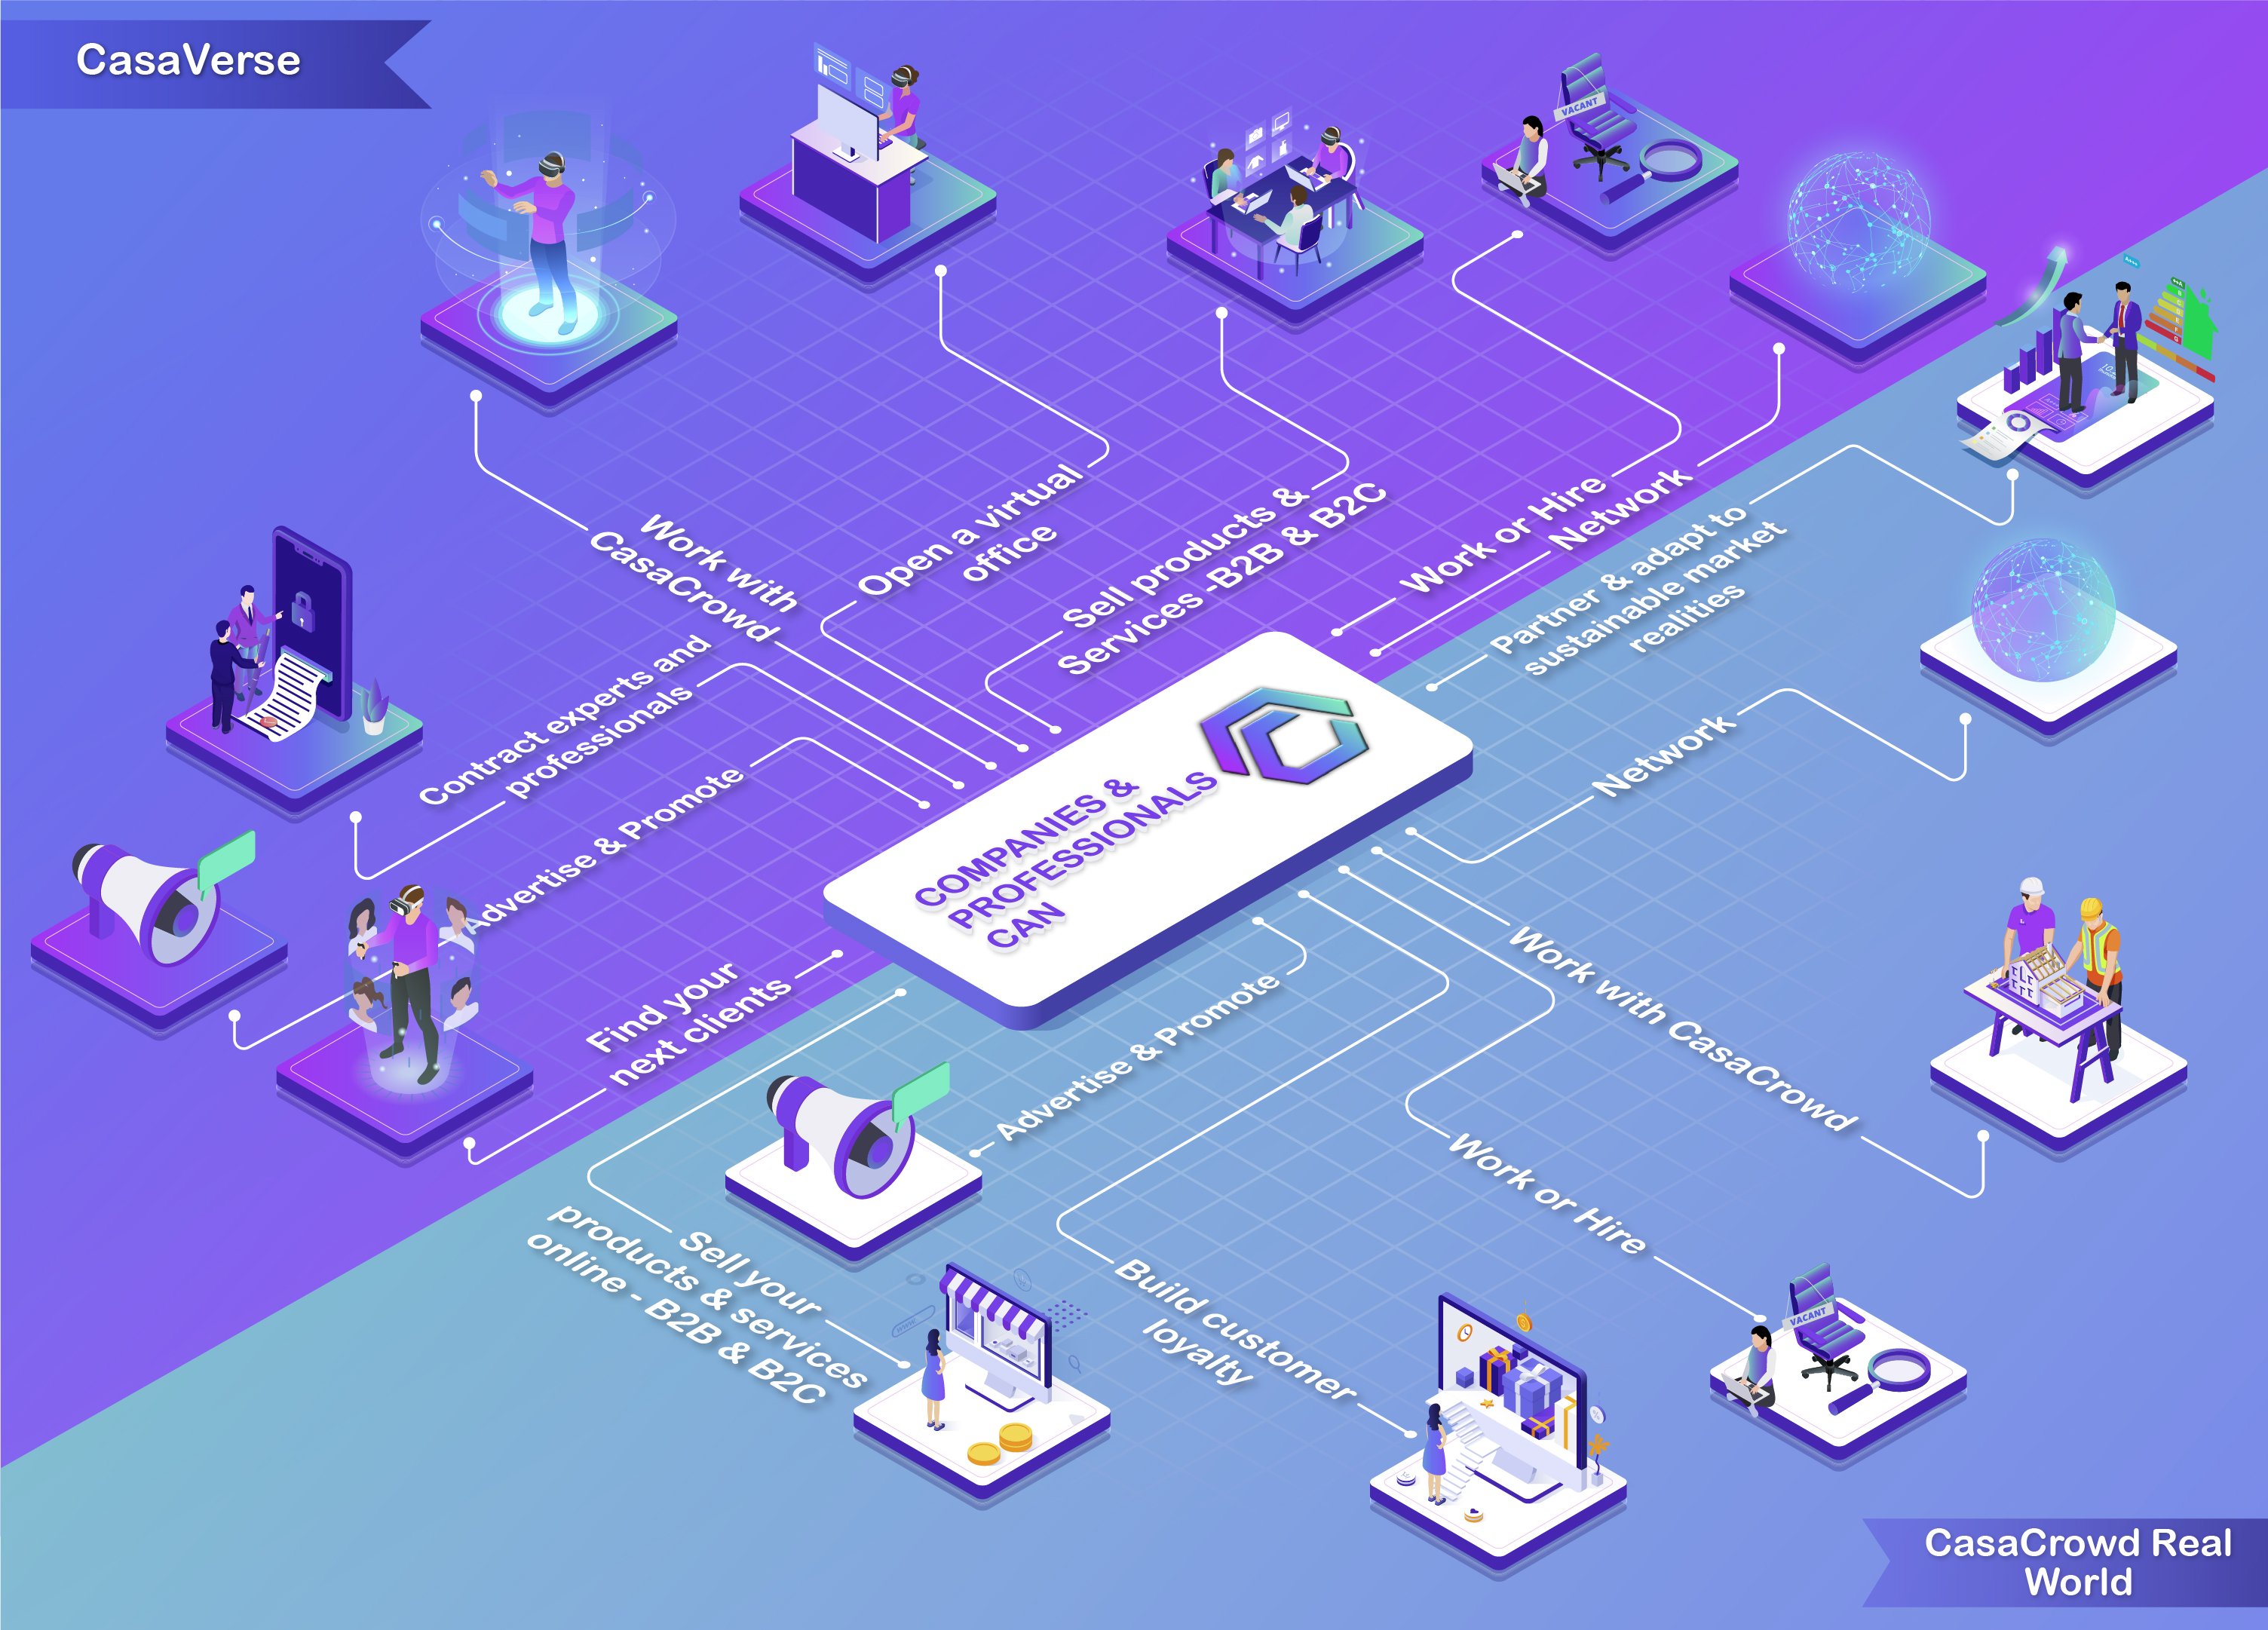 CasaVerse
VACANT
Work with
CasaCrowd
Open a virtual
office
Sell products &
Services -B2B & B2C
Work or Hire
Network
Partner & adapt to
sustainable market
realities
Contract experts and
professionals
Advertise & Promote
Find your
next clients
COMPANIES &
PROFESSIONALS
CAN
Network
Work with CasaCrowd
Advertise & Promote
Work or Hire
Sell your
products & services
online - B2B & B2C
Build customer
loyalty
VACANT
CasaCrowd Real
World